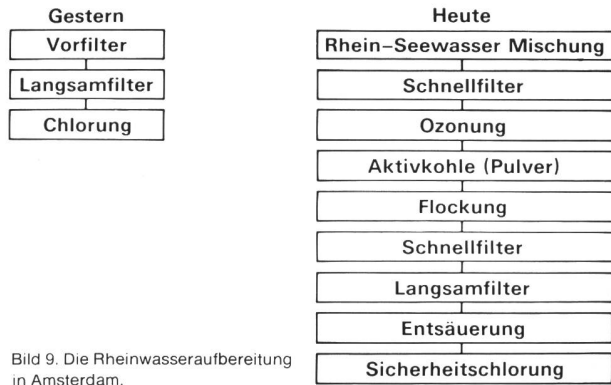 Gestern
Vorfilter
Langsamfilter
Chlorung
Heute
Rhein–Seewasser Mischung
Schnellfilter
Ozonung
Aktivkohle (Pulver)
Flockung
Schnellfilter
Langsamfilter
Entsäuerung
Sicherheitschlorung
Bild 9. Die Rheinwasseraufbereitung
in Amsterdam.